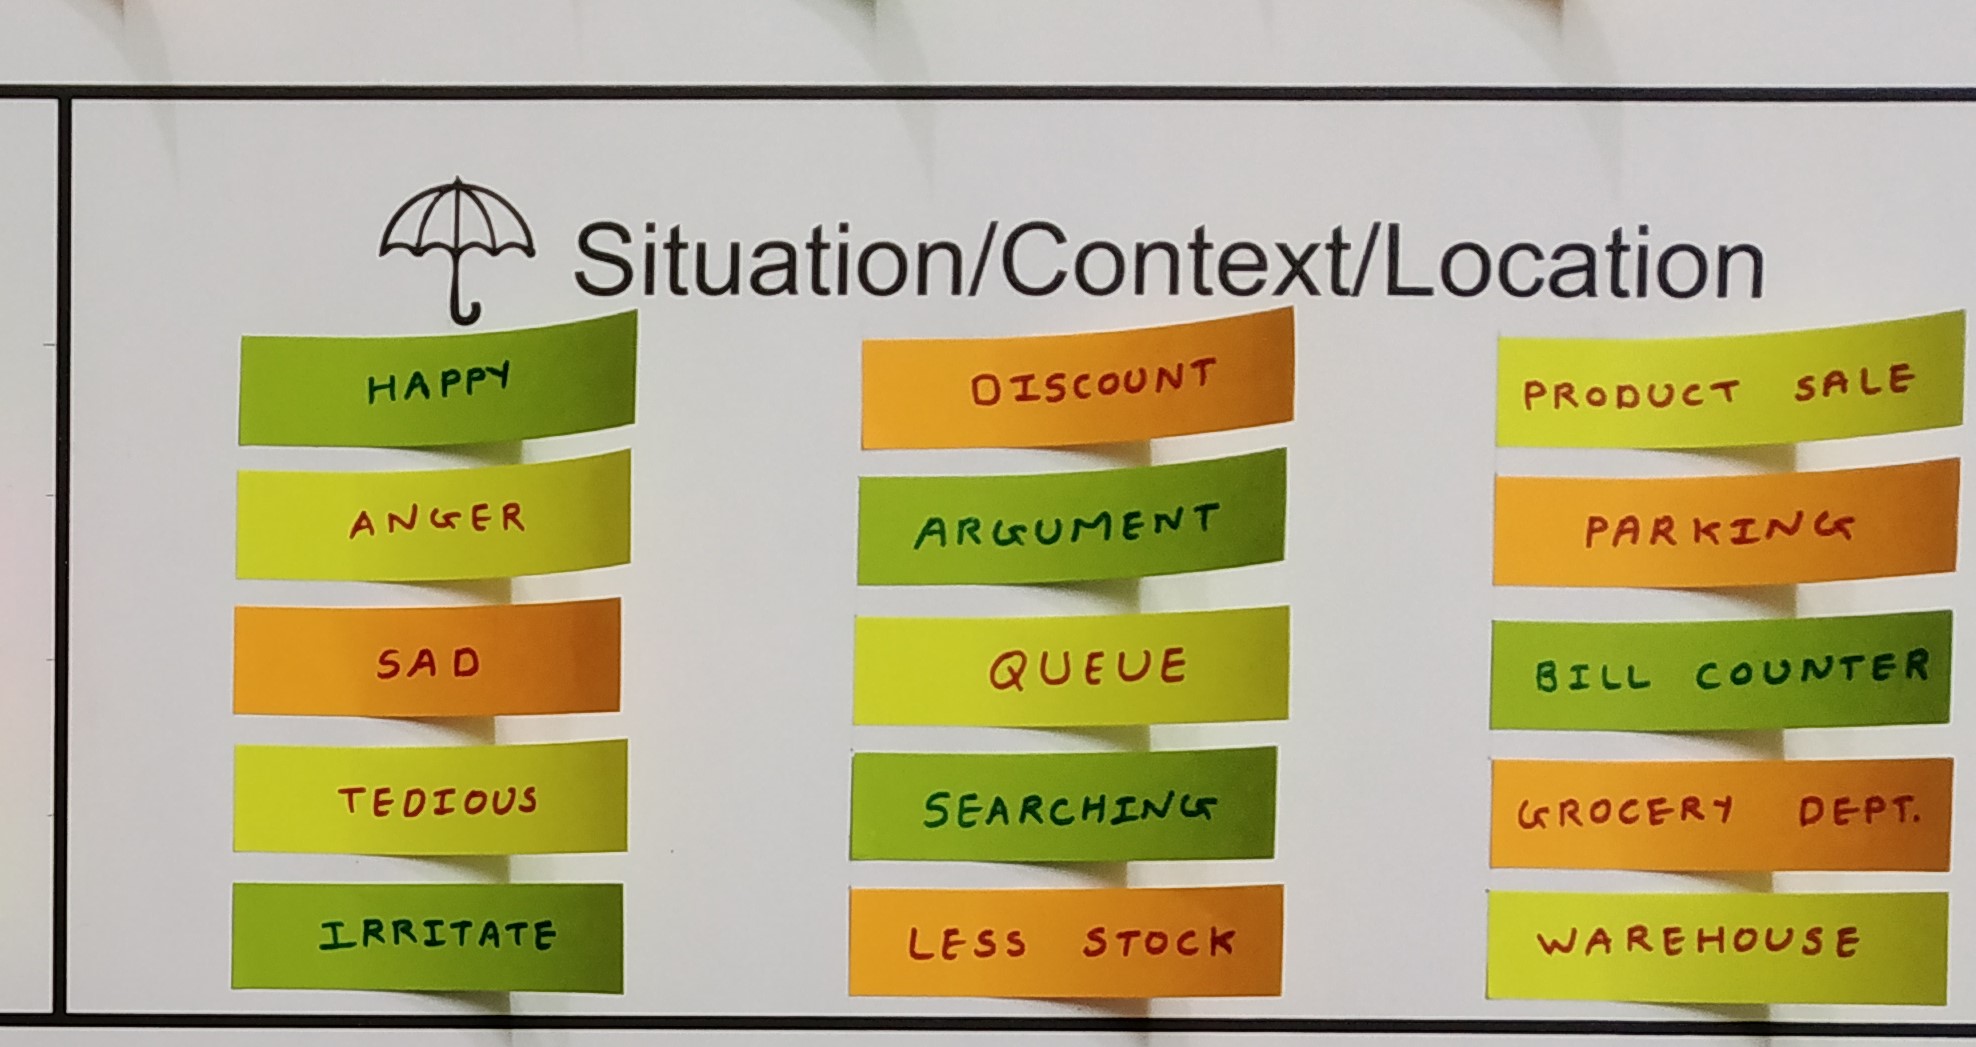 Situation/Context/Location
HAPPY DISCOUNT PRODUCT SALE
ANGER ARGUMENT PARKING
SAD QUEUE BILL COUNTER
TEDIOUS SEARCHING GROCERY DEPT.
IRRITATE LESS STOCK WAREHOUSE